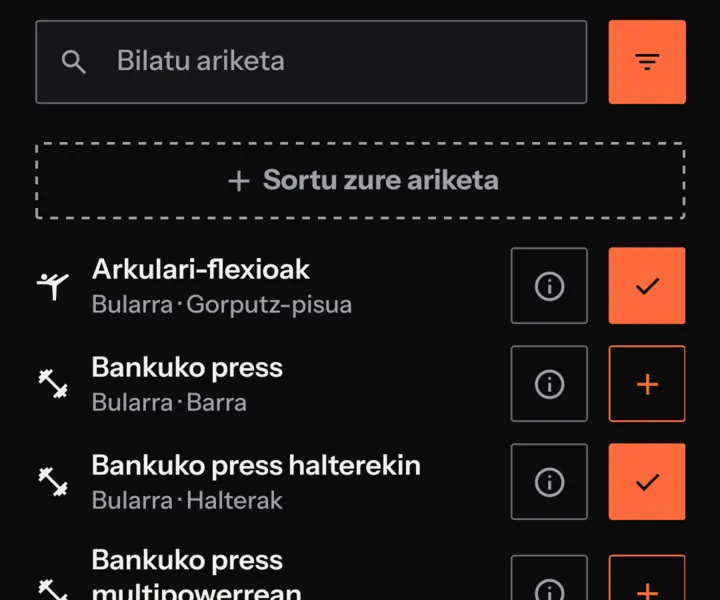 Bilatu ariketa
+ Sortu zure ariketa
Arkulari-flexioak
Bularra · Gorputz-pisua
Bankuko press
Bularra · Barra
Bankuko press halterekin
Bularra · Halterak
Bankuko press
multipowerrean